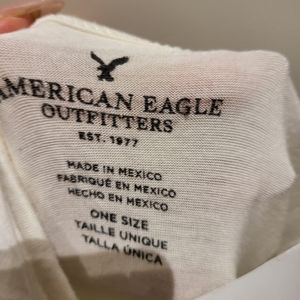 AMERICAN EAGLE
OUTFITTERS
EST. 1977
MADE IN MEXICO
FABRIQUÉ EN MEXICO
HECHO EN MEXICO
ONE SIZE
TAILLE UNIQUE
TALLA ÚNICA